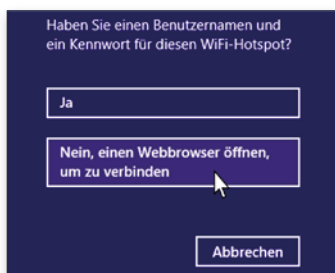 Haben Sie einen Benutzernamen und
ein Kennwort für diesen WiFi-Hotspot?
Ja
Nein, einen Webbrowser öffnen,
um zu verbinden
Abbrechen